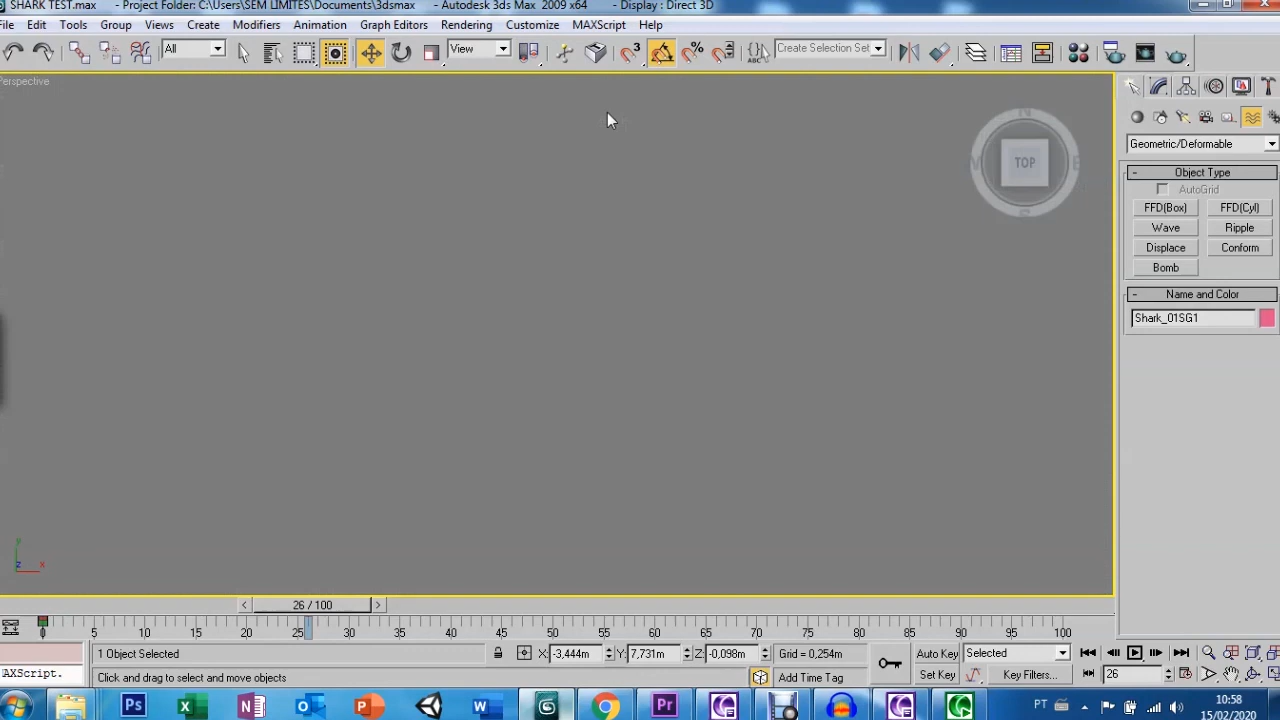 SHARK TEST.max - Project Folder: C:\Users\SEM LIMITES\Documents\3dsmax - Autodesk 3ds Max 2009 x64 - Display : Direct 3D
File Edit Tools Group Views Create Modifiers Animation Graph Editors Rendering Customize MAXScript Help
All View 3 % ABC Create Selection Set
Perspective
N
TOP
S
Geometric/Deformable
- Object Type
AutoGrid
FFD(Box) FFD(Cyl)
Wave Ripple
Displace Conform
Bomb
- Name and Color
Shark_01SG1
y
z x
< 26 / 100 >
0 5 10 15 20 25 30 35 40 45 50 55 60 65 70 75 80 85 90 95 100
1 Object Selected X: -3,444m Y: 7,731m Z: -0,098m Grid = 0,254m Auto Key Selected
AXScript. Click and drag to select and move objects Add Time Tag Set Key Key Filters... 26
Ps X N O P W Pr
PT 10:58
15/02/2020